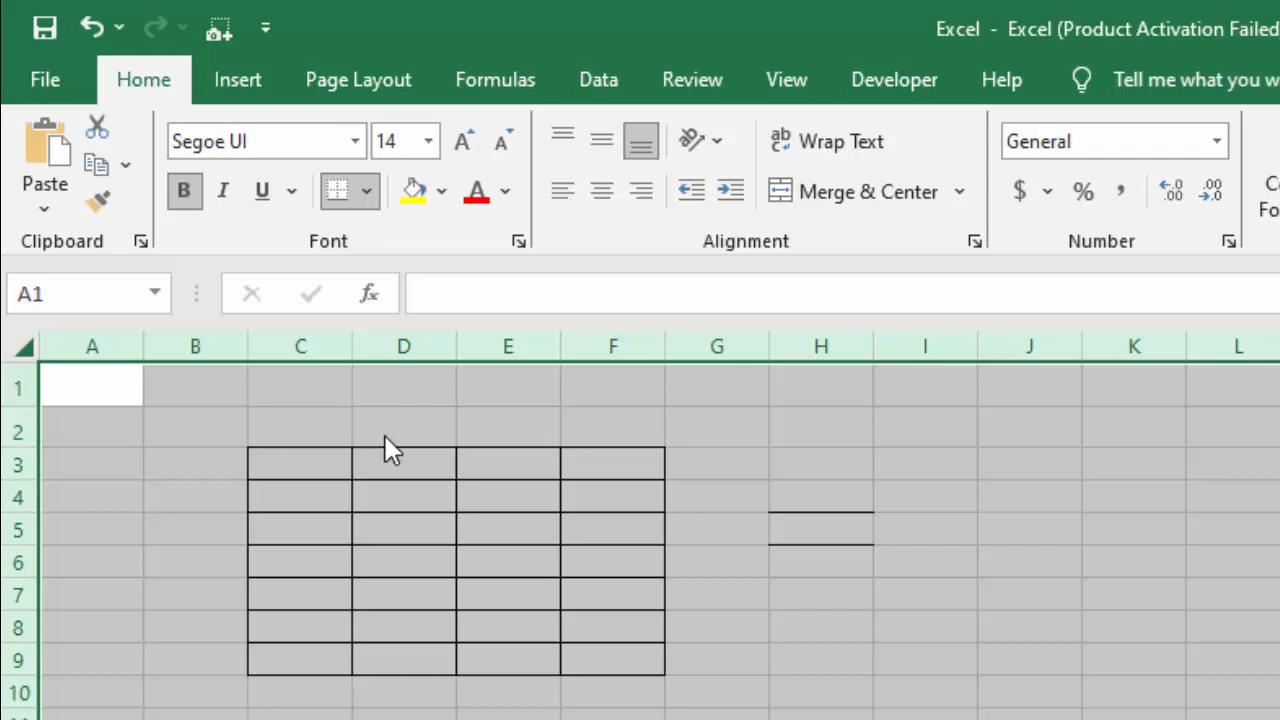 Excel - Excel (Product Activation Failed
File Home Insert Page Layout Formulas Data Review View Developer Help Tell me what you w
Segoe UI 14 Wrap Text General
Paste B I U A Merge & Center $ % , Co
Fo
Clipboard Font Alignment Number
A1 fx
A B C D E F G H I J K L
1
2
3
4
5
6
7
8
9
10